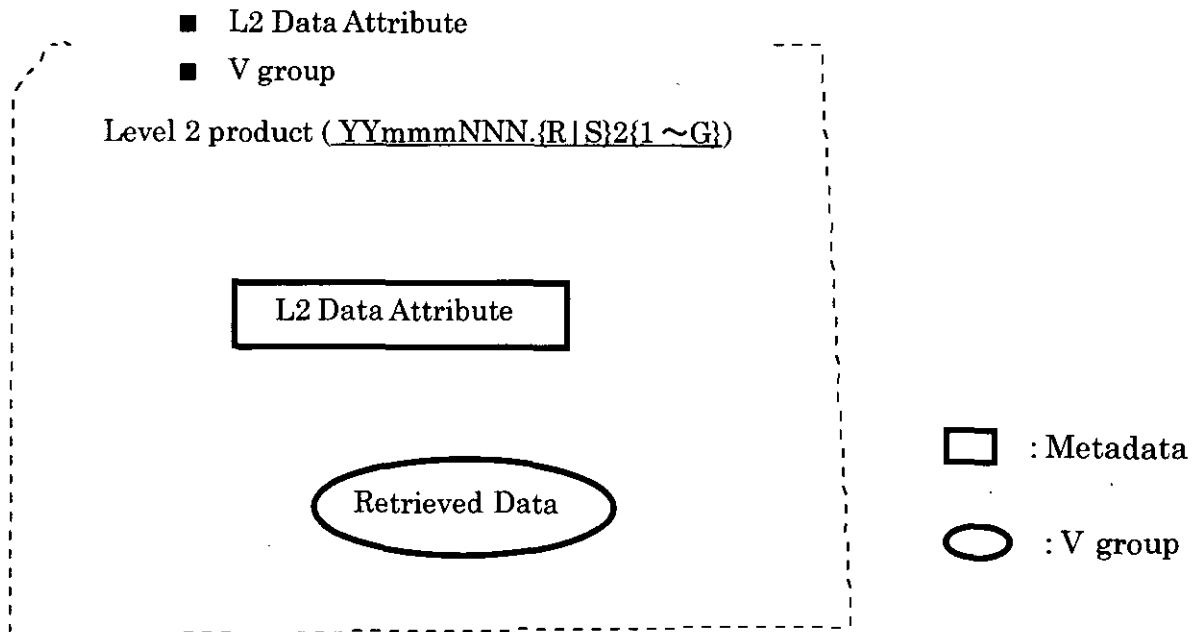 ■ L2 Data Attribute
■ V group
Level 2 product ( YYmmmNNN.{R|S}2{1～G})
L2 Data Attribute
: Metadata
Retrieved Data
: V group